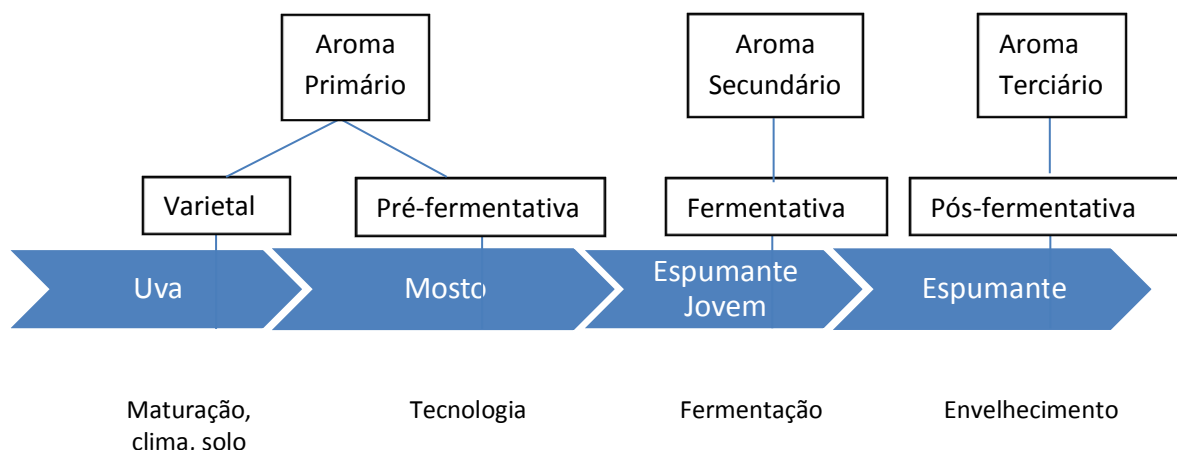 Aroma
Primário
Aroma
Secundário
Aroma
Terciário
Varietal
Pré-fermentativa
Fermentativa
Pós-fermentativa
Uva
Mosto
Espumante
Jovem
Espumante
Maturação,
clima, solo
Tecnologia
Fermentação
Envelhecimento